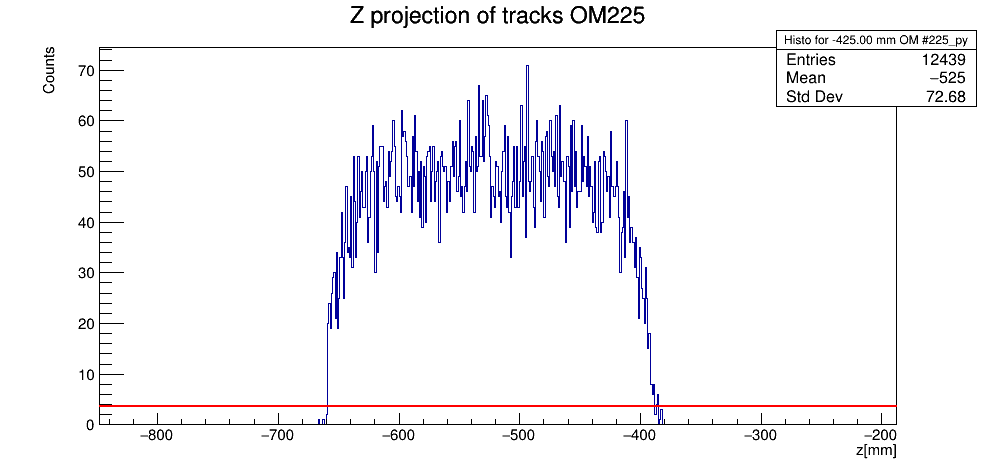 Z projection of tracks OM225
Histo for -425.00 mm OM #225_py
Entries 12439
Mean −525
Std Dev 72.68
Counts
70
60
50
40
30
20
10
0
−800 −700 −600 −500 −400 −300 −200
z[mm]